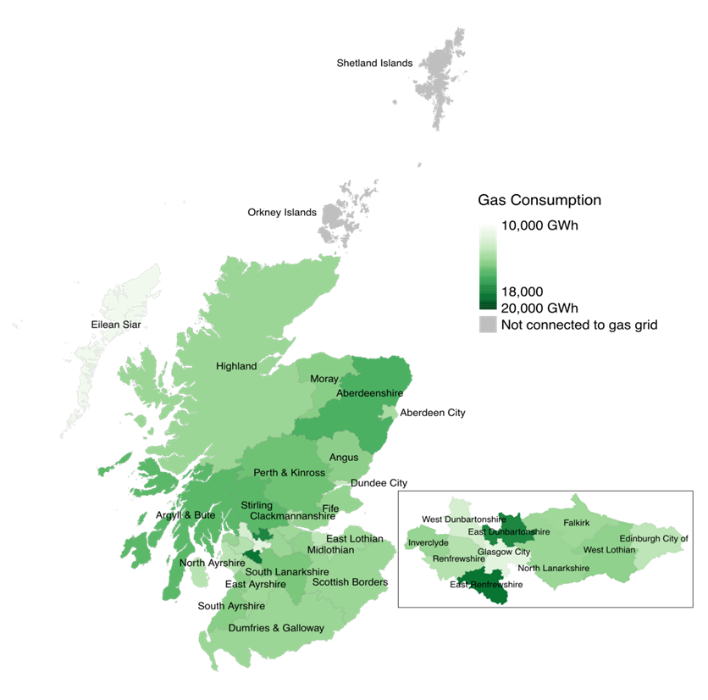 Shetland Islands
Orkney Islands
Gas Consumption
10,000 GWh
18,000
20,000 GWh
Not connected to gas grid
Eilean Siar
Highland
Moray
Aberdeenshire
Aberdeen City
Angus
Perth & Kinross
Dundee City
Stirling
Fife
Argyll & Bute
Clackmannanshire
East Lothian
Midlothian
North Ayrshire
South Lanarkshire
East Ayrshire
Scottish Borders
South Ayrshire
Dumfries & Galloway
West Dunbartonshire
East Dunbartonshire
Falkirk
Inverclyde
Edinburgh City of
Glasgow City
West Lothian
Renfrewshire
North Lanarkshire
East Renfrewshire